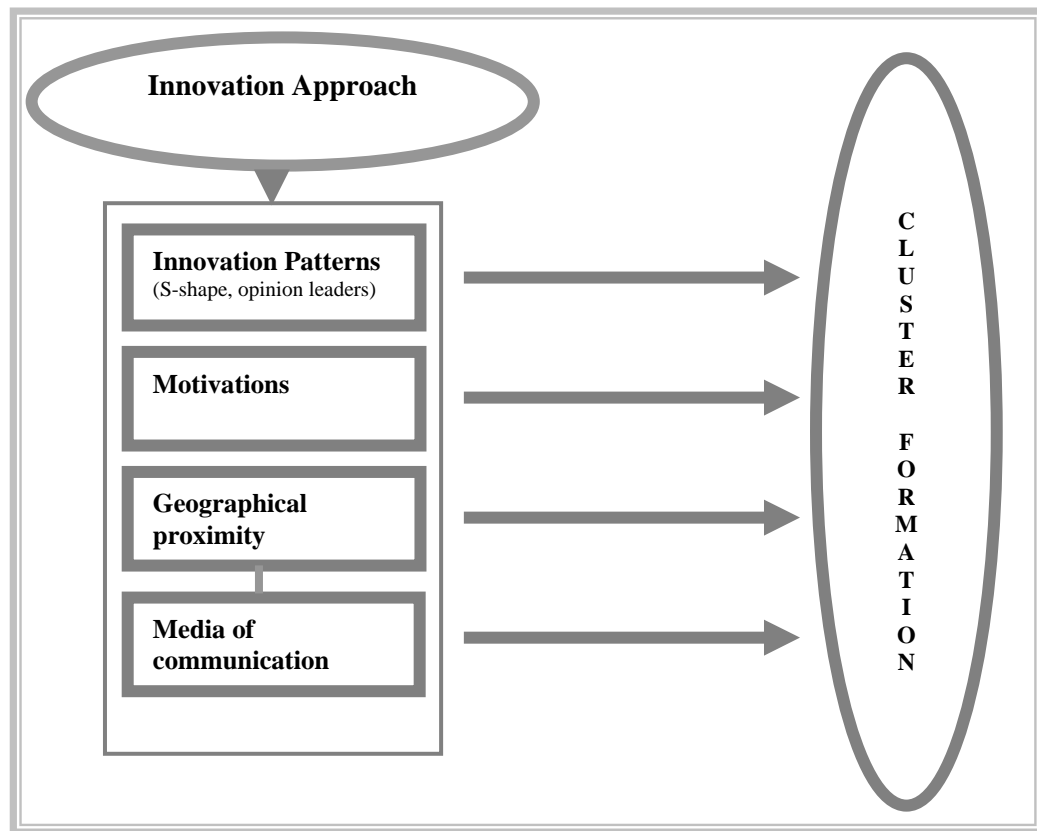 Innovation Approach
Innovation Patterns
(S-shape, opinion leaders)
Motivations
Geographical
proximity
Media of
communication
C
L
U
S
T
E
R
F
O
R
M
A
T
I
O
N